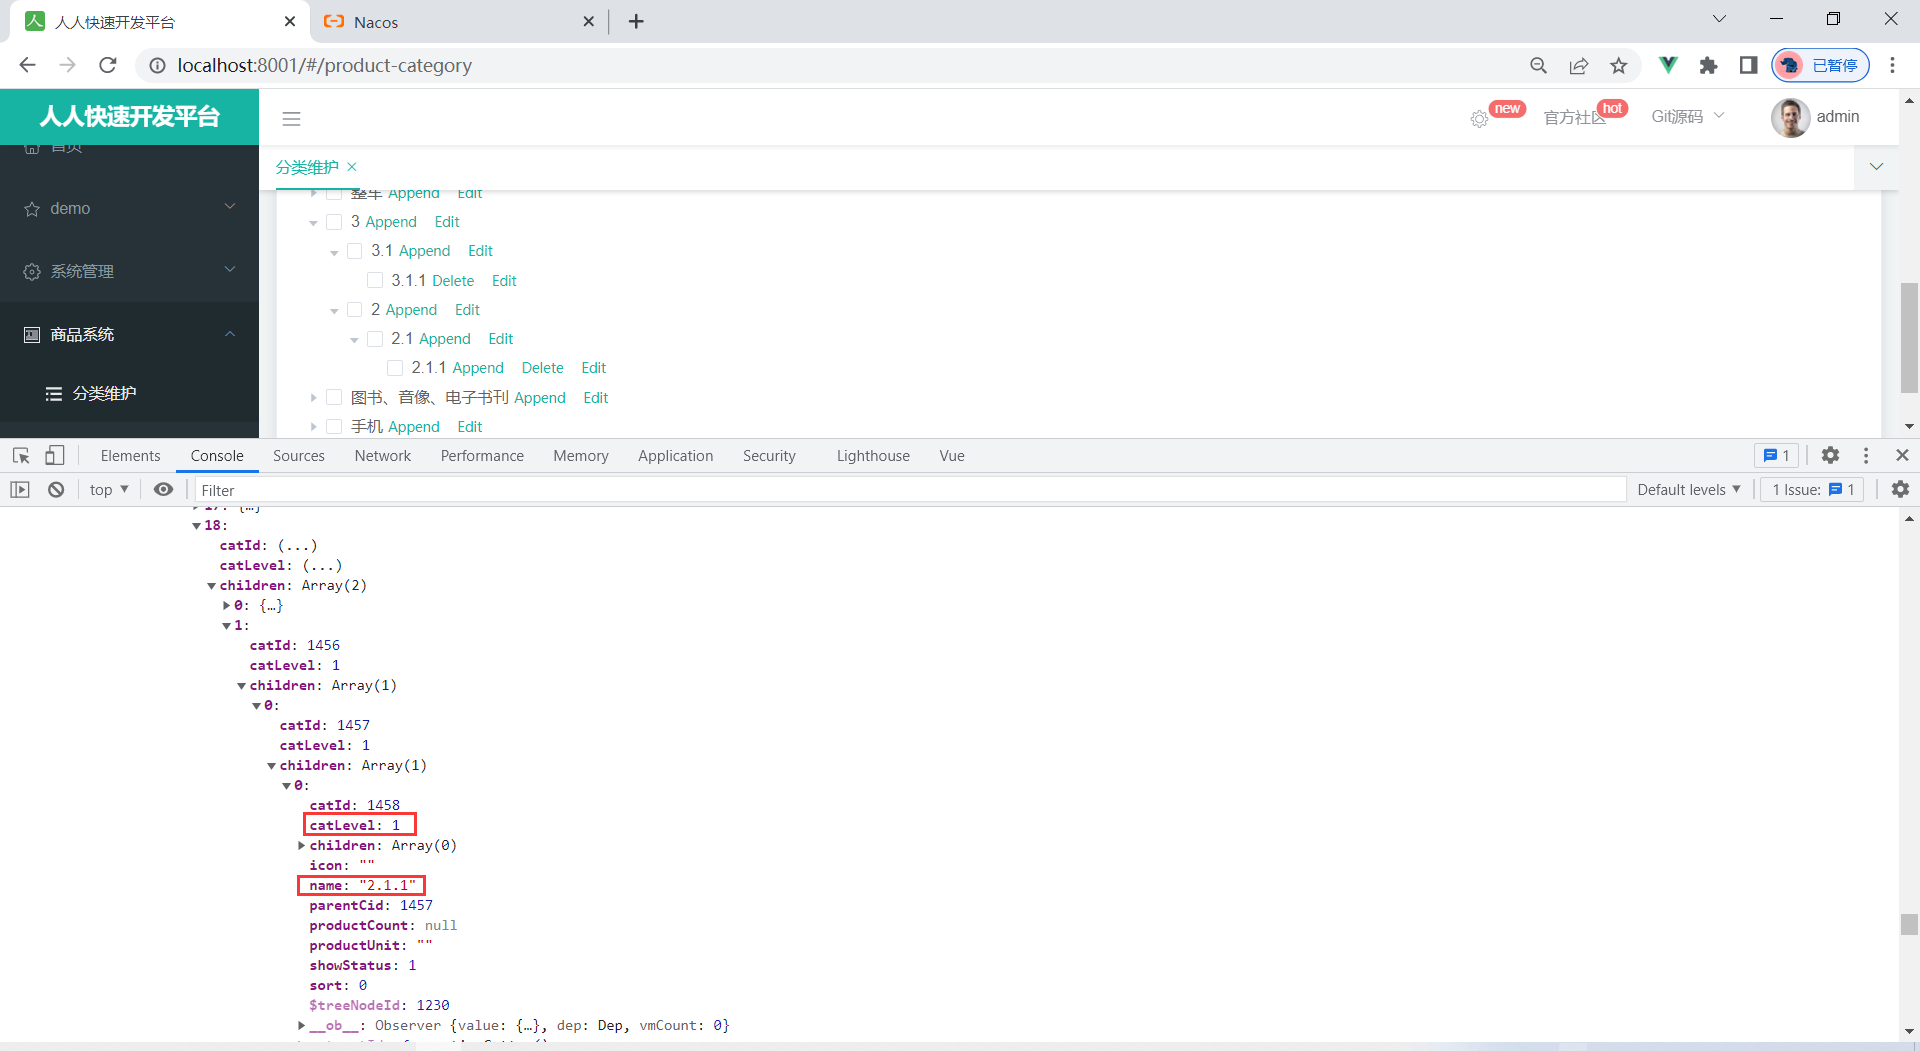 人人快速开发平台
Nacos
localhost:8001/#/product-category
已暂停
人人快速开发平台
new
官方社区
hot
Git源码
admin
首页
demo
系统管理
商品系统
分类维护
分类维护
整车 Append Edit
3 Append Edit
3.1 Append Edit
3.1.1 Delete Edit
2 Append Edit
2.1 Append Edit
2.1.1 Append Delete Edit
图书、音像、电子书刊 Append Edit
手机 Append Edit
Elements Console Sources Network Performance Memory Application Security Lighthouse Vue
1
top
Filter
Default levels
1 Issue: 1
17: {…}
18:
catId: (...)
catLevel: (...)
children: Array(2)
0: {…}
1:
catId: 1456
catLevel: 1
children: Array(1)
0:
catId: 1457
catLevel: 1
children: Array(1)
0:
catId: 1458
catLevel: 1
children: Array(0)
icon: ""
name: "2.1.1"
parentCid: 1457
productCount: null
productUnit: ""
showStatus: 1
sort: 0
$treeNodeId: 1230
__ob__: Observer {value: {…}, dep: Dep, vmCount: 0}